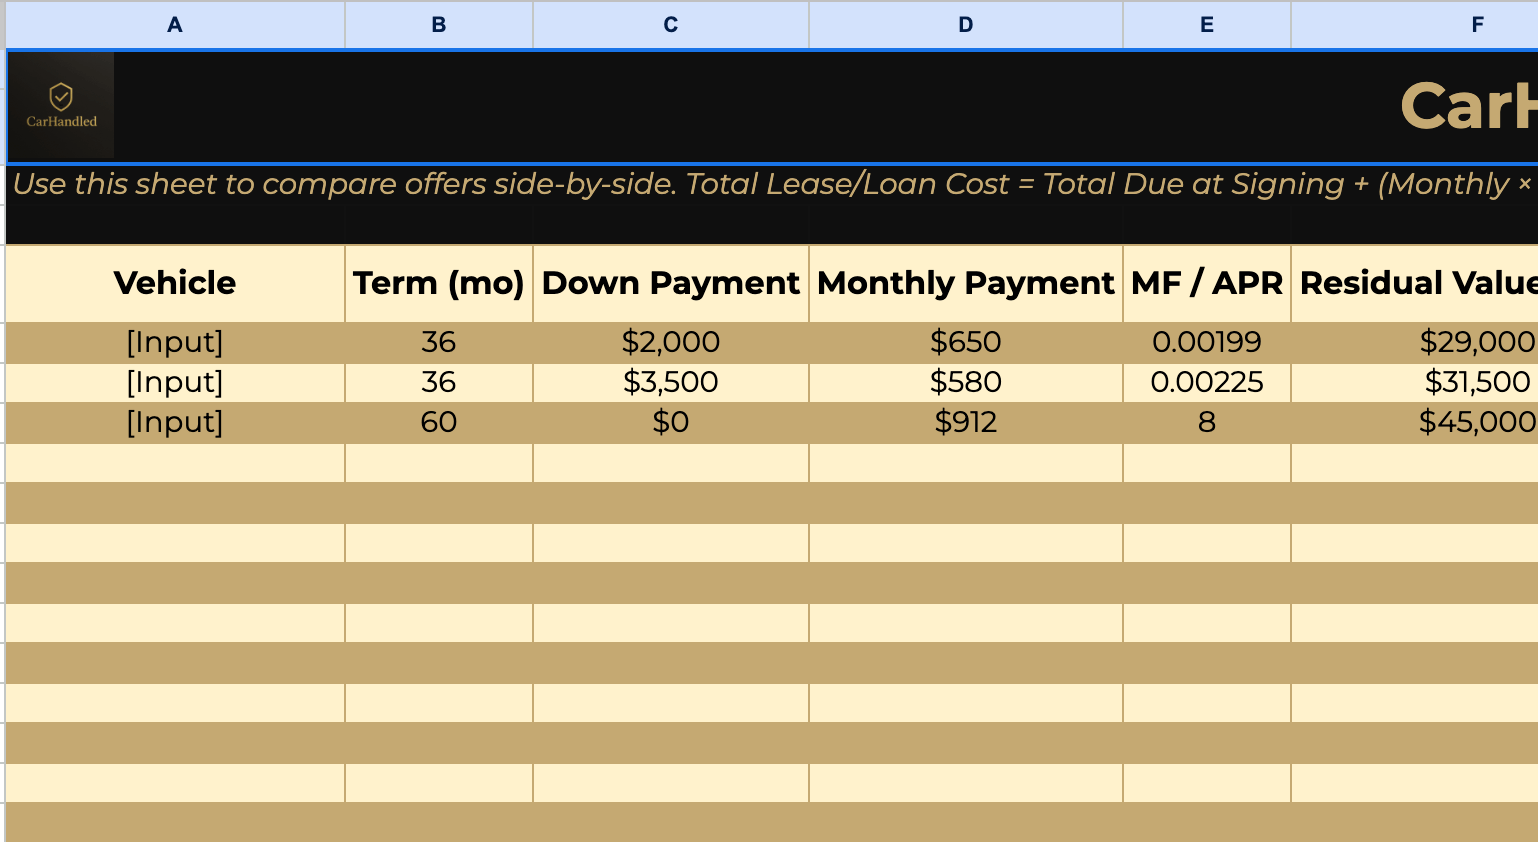 A B C D E F
CarHandled
CarH
Use this sheet to compare offers side-by-side. Total Lease/Loan Cost = Total Due at Signing + (Monthly ×
Vehicle Term (mo) Down Payment Monthly Payment MF / APR Residual Value
[Input] 36 $2,000 $650 0.00199 $29,000
[Input] 36 $3,500 $580 0.00225 $31,500
[Input] 60 $0 $912 8 $45,000